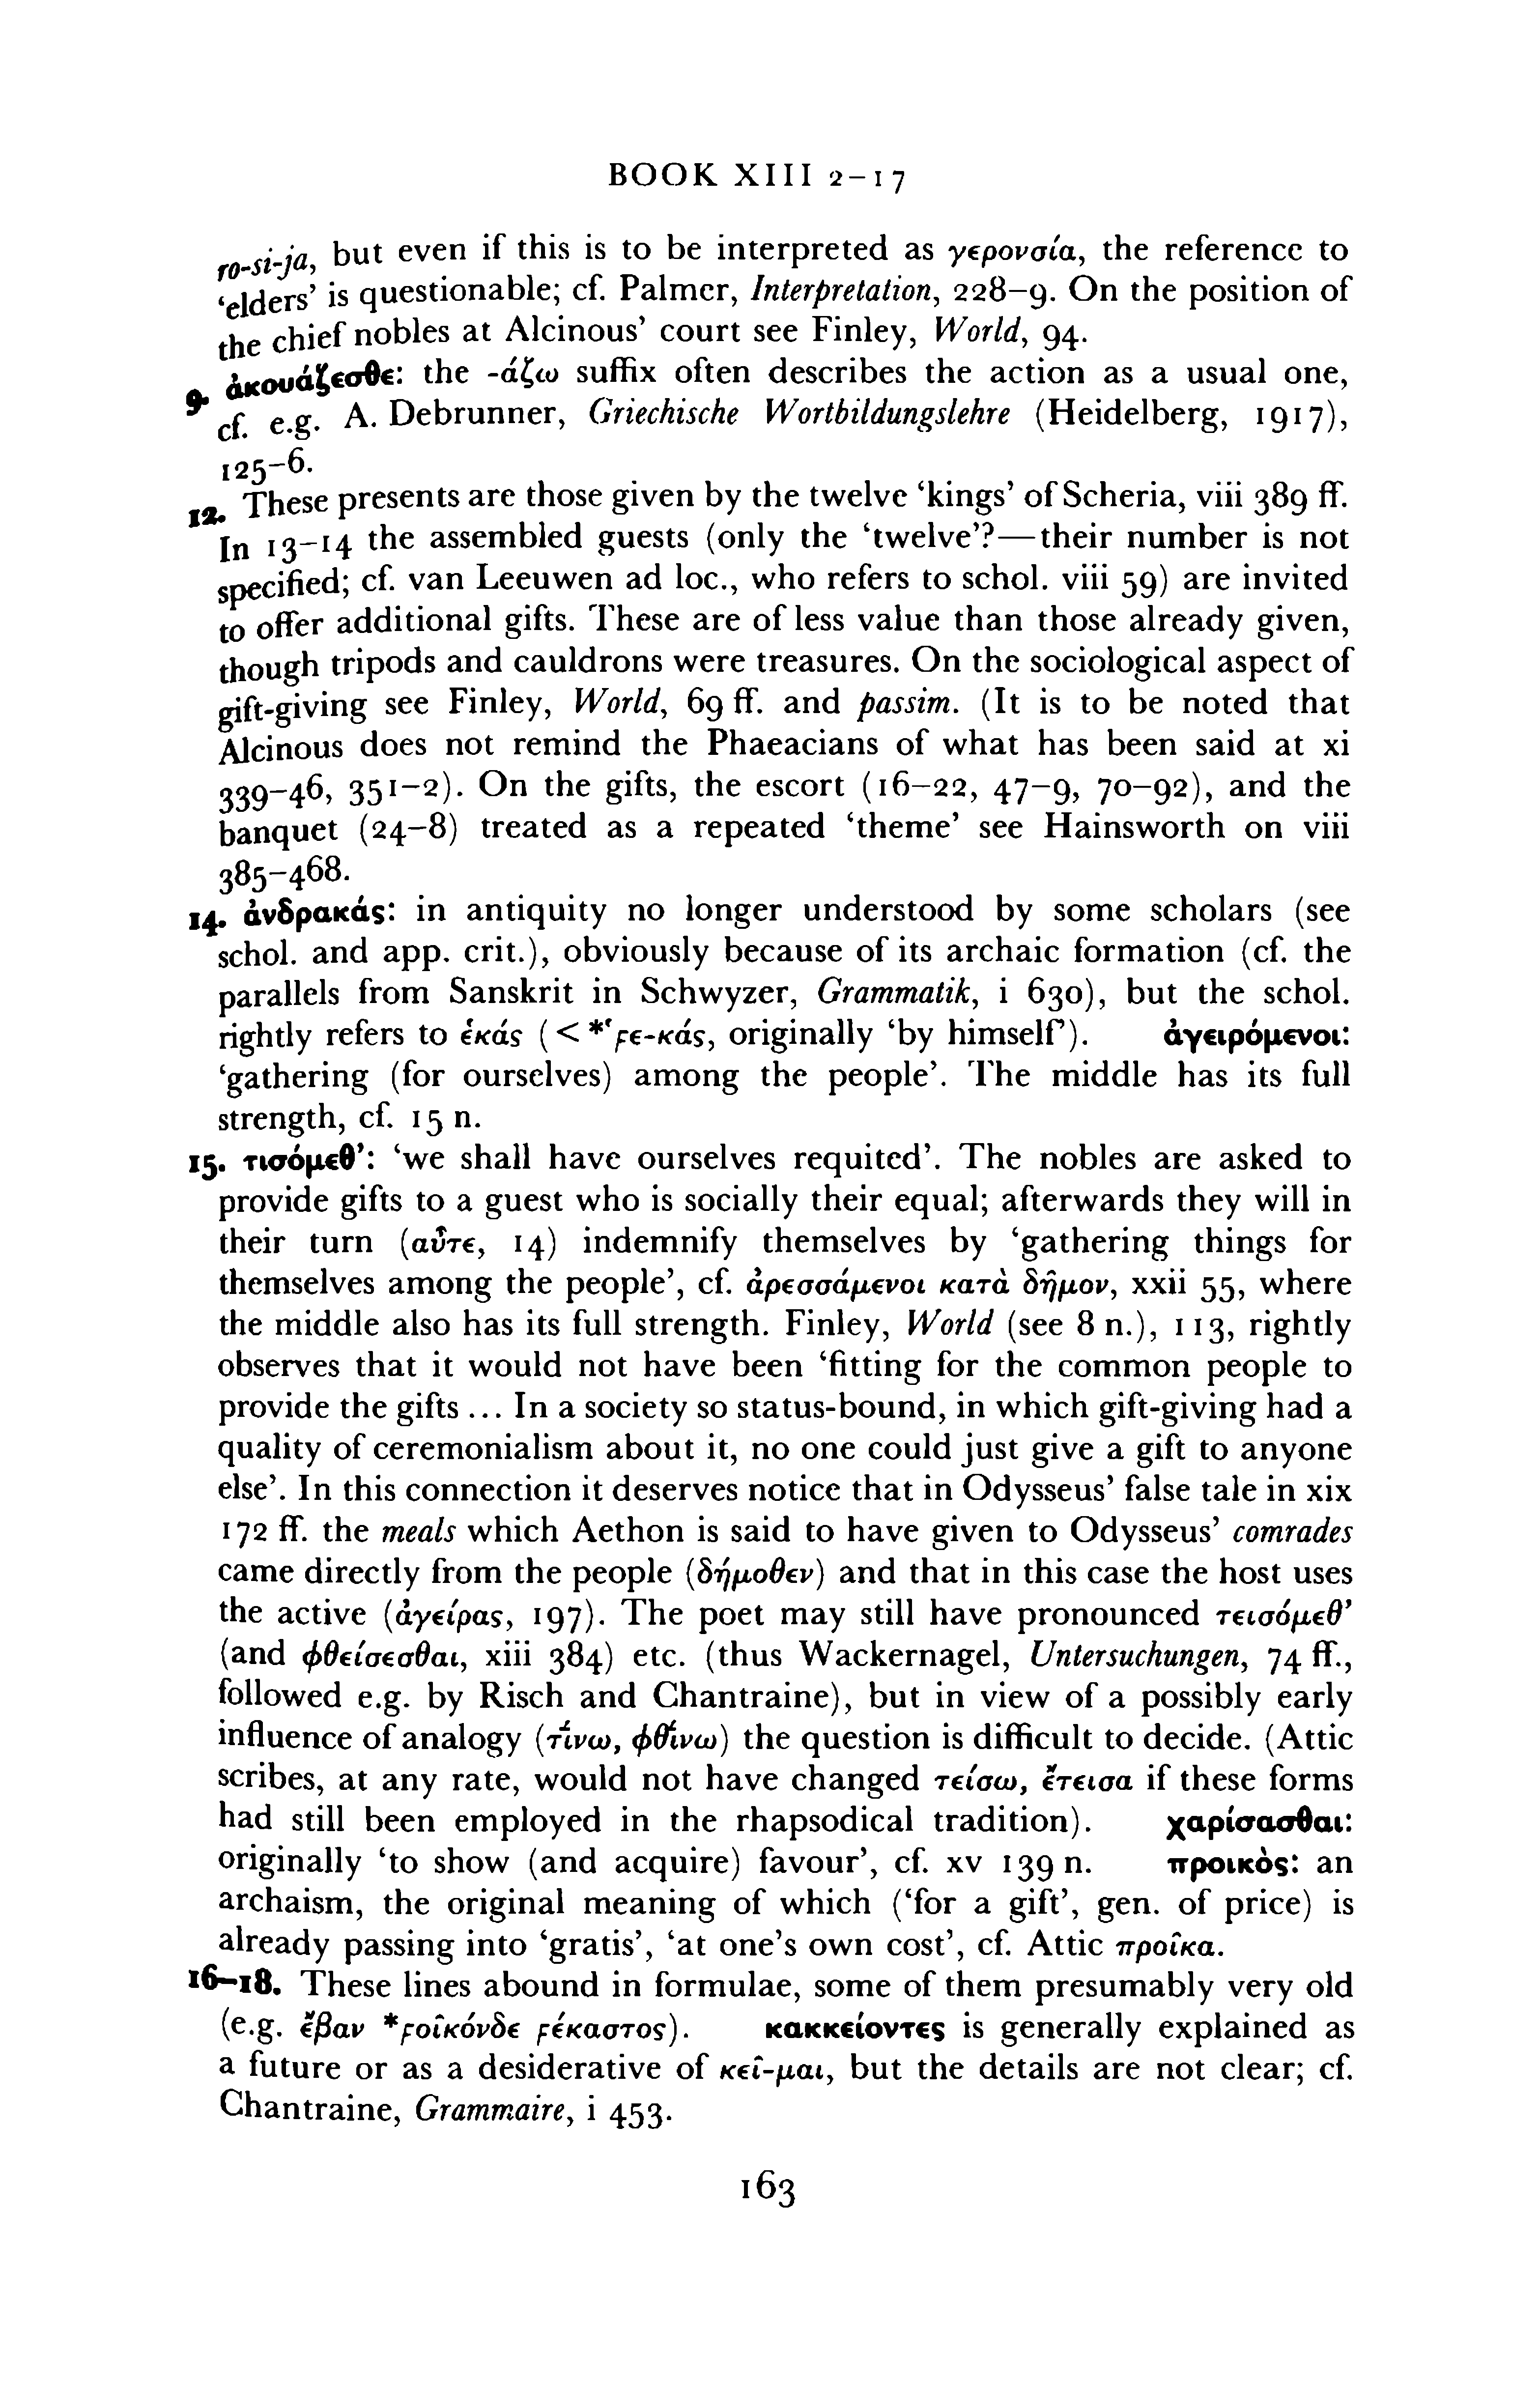 BOOK XIII 2–17
ro-si-ja, but even if this is to be interpreted as γερουσία, the reference to
‘elders’ is questionable; cf. Palmer, Interpretation, 228–9. On the position of
the chief nobles at Alcinous’ court see Finley, World, 94.
9. ἀκουάζεσθε: the -άζω suffix often describes the action as a usual one,
cf. e.g. A. Debrunner, Griechische Wortbildungslehre (Heidelberg, 1917),
125–6.
12. These presents are those given by the twelve ‘kings’ of Scheria, viii 389 ff.
In 13–14 the assembled guests (only the ‘twelve’?—their number is not
specified; cf. van Leeuwen ad loc., who refers to schol. viii 59) are invited
to offer additional gifts. These are of less value than those already given,
though tripods and cauldrons were treasures. On the sociological aspect of
gift-giving see Finley, World, 69 ff. and passim. (It is to be noted that
Alcinous does not remind the Phaeacians of what has been said at xi
339–46, 351–2). On the gifts, the escort (16–22, 47–9, 70–92), and the
banquet (24–8) treated as a repeated ‘theme’ see Hainsworth on viii
385–468.
14. ἀνδρακάς: in antiquity no longer understood by some scholars (see
schol. and app. crit.), obviously because of its archaic formation (cf. the
parallels from Sanskrit in Schwyzer, Grammatik, i 630), but the schol.
rightly refers to ἑκάς (< *‘ϝε-κάς, originally ‘by himself’). ἀγειρόμενοι:
‘gathering (for ourselves) among the people’. The middle has its full
strength, cf. 15 n.
15. τισόμεθ’: ‘we shall have ourselves requited’. The nobles are asked to
provide gifts to a guest who is socially their equal; afterwards they will in
their turn (αὖτε, 14) indemnify themselves by ‘gathering things for
themselves among the people’, cf. ἀρεσσάμενοι κατὰ δῆμον, xxii 55, where
the middle also has its full strength. Finley, World (see 8 n.), 113, rightly
observes that it would not have been ‘fitting for the common people to
provide the gifts ... In a society so status-bound, in which gift-giving had a
quality of ceremonialism about it, no one could just give a gift to anyone
else’. In this connection it deserves notice that in Odysseus’ false tale in xix
172 ff. the meals which Aethon is said to have given to Odysseus’ comrades
came directly from the people (δήμοθεν) and that in this case the host uses
the active (ἀγείρας, 197). The poet may still have pronounced τεισόμεθ’
(and φθείσεσθαι, xiii 384) etc. (thus Wackernagel, Untersuchungen, 74 ff.,
followed e.g. by Risch and Chantraine), but in view of a possibly early
influence of analogy (τίνω, φθίνω) the question is difficult to decide. (Attic
scribes, at any rate, would not have changed τείσω, ἔτεισα if these forms
had still been employed in the rhapsodical tradition). χαρίσασθαι:
originally ‘to show (and acquire) favour’, cf. xv 139 n. προικὸς: an
archaism, the original meaning of which (‘for a gift’, gen. of price) is
already passing into ‘gratis’, ‘at one’s own cost’, cf. Attic προῖκα.
16–18. These lines abound in formulae, some of them presumably very old
(e.g. ἔβαν *ϝοῖκόνδε ϝέκαστος). κακκείοντες is generally explained as
a future or as a desiderative of κεῖ-μαι, but the details are not clear; cf.
Chantraine, Grammaire, i 453.
163